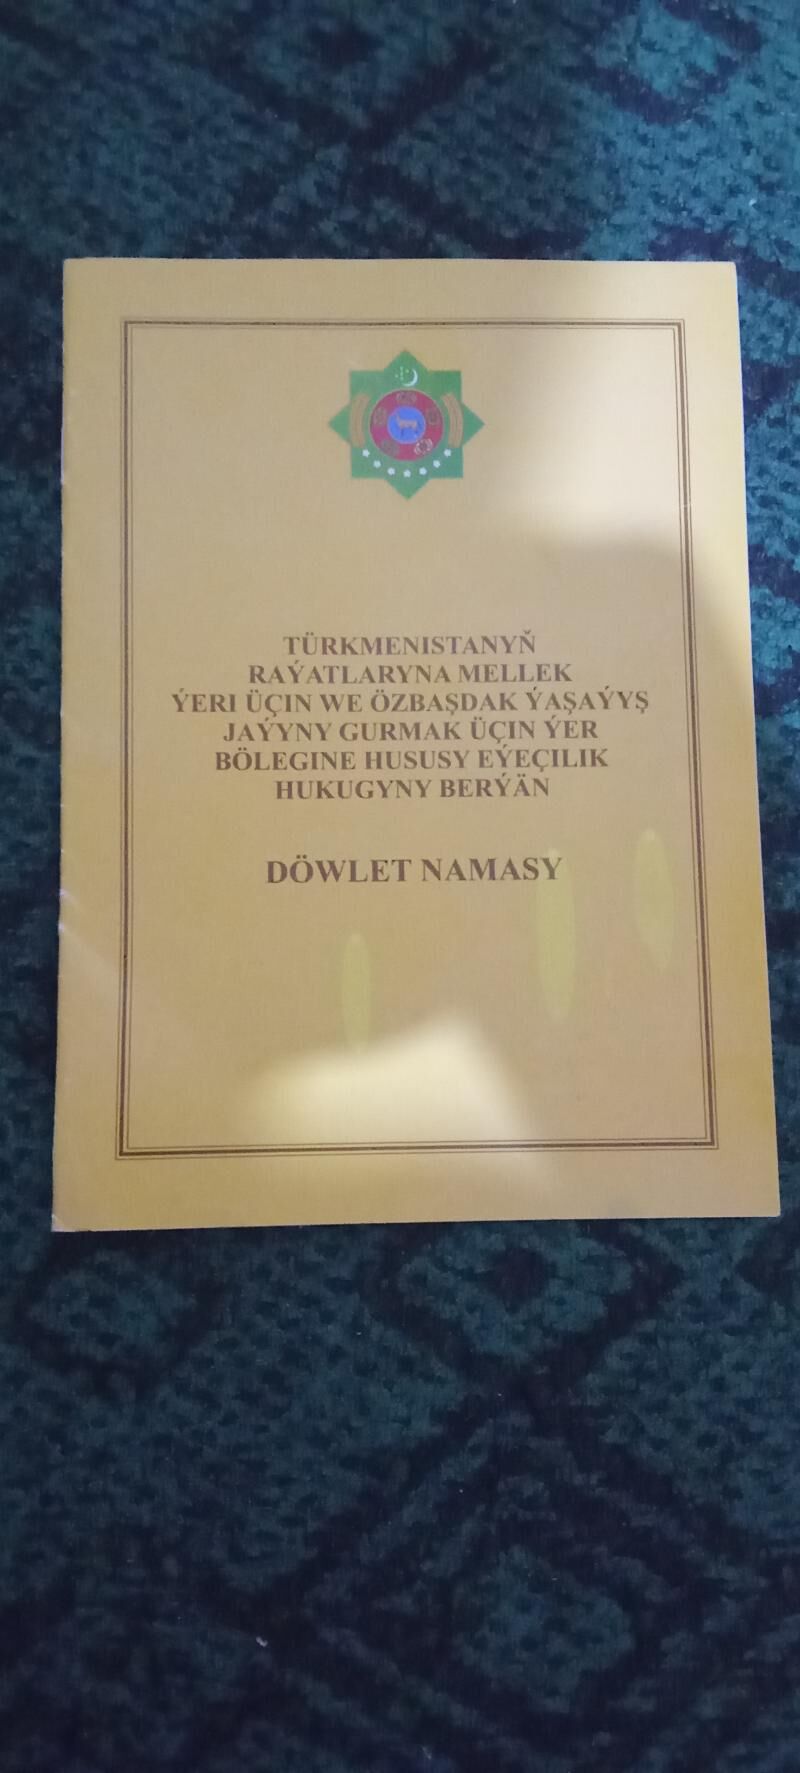 TÜRKMENISTANYŇ
RAÝATLARYNA MELLEK
ÝERI ÜÇIN WE ÖZBAŞDAK ÝAŞAÝYŞ
JAÝYNY GURMAK ÜÇIN ÝER
BÖLEGINE HUSUSY EÝEÇILIK
HUKUGYNY BERÝÄN
DÖWLET NAMASY